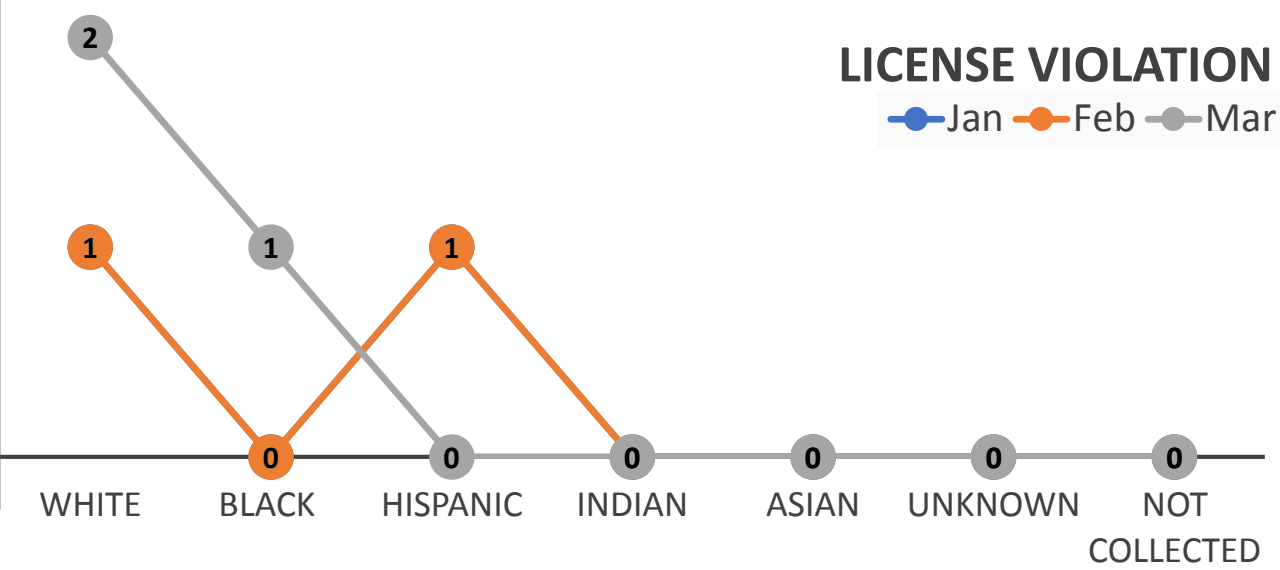 LICENSE VIOLATION
Jan Feb Mar
2
1 1 1
0 0 0 0 0 0
WHITE BLACK HISPANIC INDIAN ASIAN UNKNOWN NOT
COLLECTED